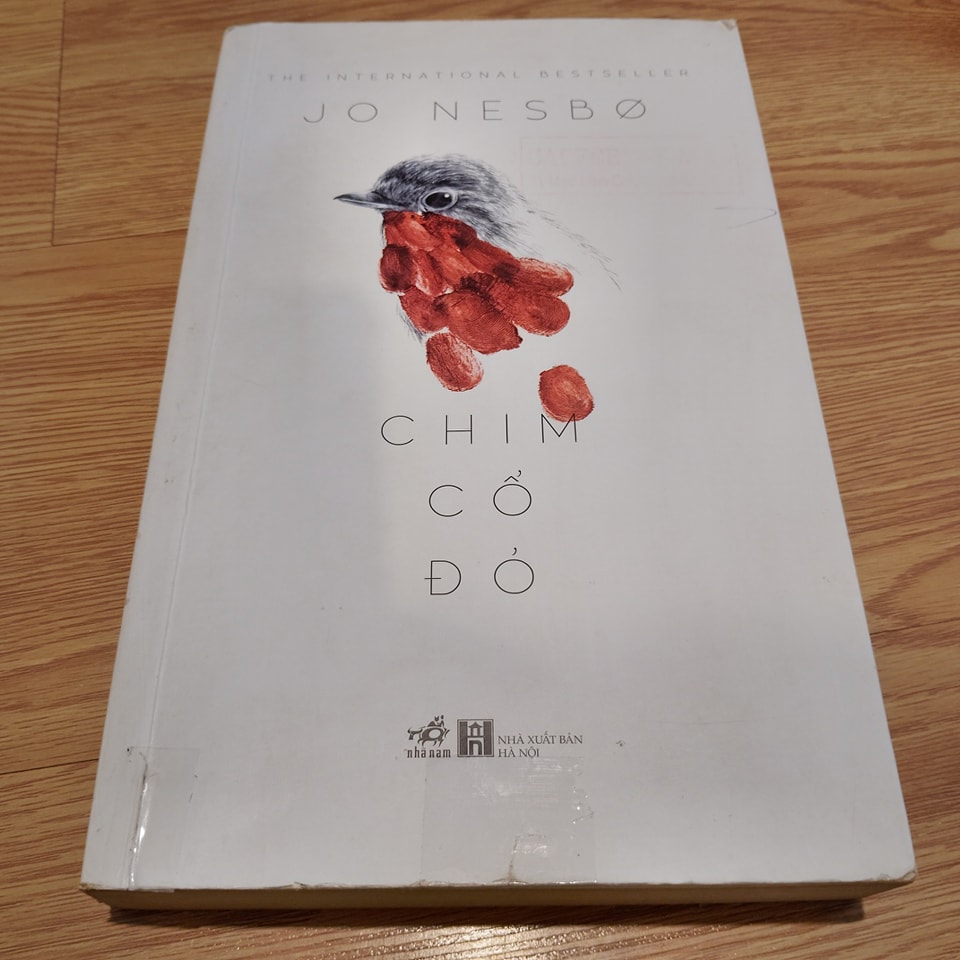 THE INTERNATIONAL BESTSELLER
JO NESBØ
CHIM
CỔ
ĐỎ
nhã nam
NHÀ XUẤT BẢN
HÀ NỘI